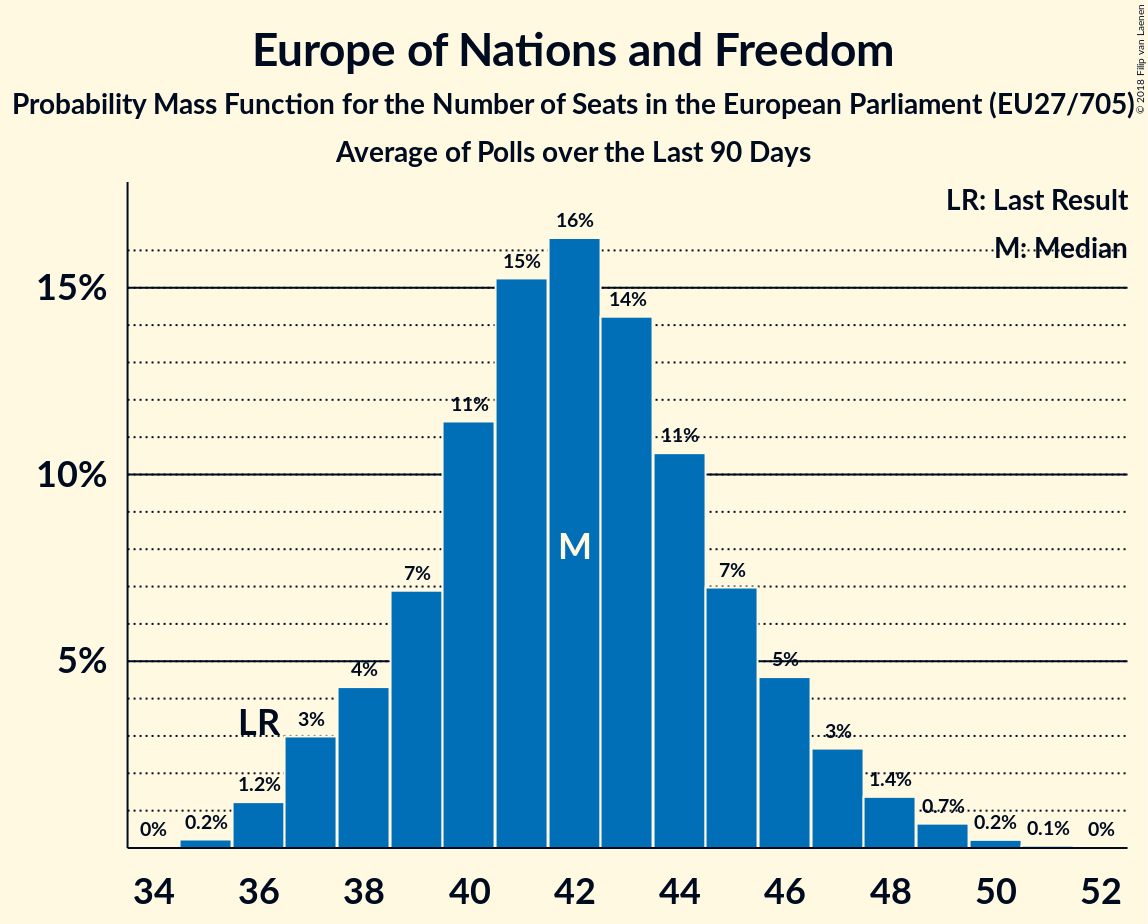 Europe of Nations and Freedom
Probability Mass Function for the Number of Seats in the European Parliament (EU27/705)
Average of Polls over the Last 90 Days
© 2018 Filip van Laenen
LR: Last Result
M: Median
15%
10%
5%
0%
0.2%
1.2%
LR
3%
4%
7%
11%
15%
16%
M
14%
11%
7%
5%
3%
1.4%
0.7%
0.2%
0.1%
0%
34 36 38 40 42 44 46 48 50 52